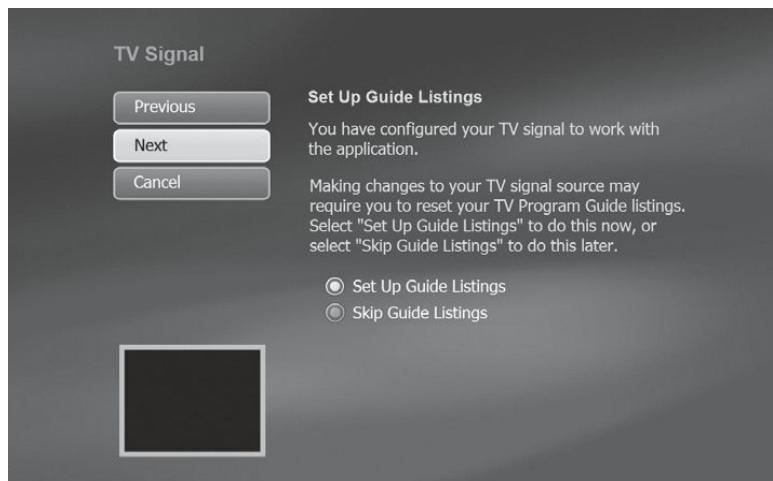 TV Signal
Previous
Next
Cancel
Set Up Guide Listings
You have configured your TV signal to work with
the application.
Making changes to your TV signal source may
require you to reset your TV Program Guide listings.
Select "Set Up Guide Listings" to do this now, or
select "Skip Guide Listings" to do this later.
Set Up Guide Listings
Skip Guide Listings